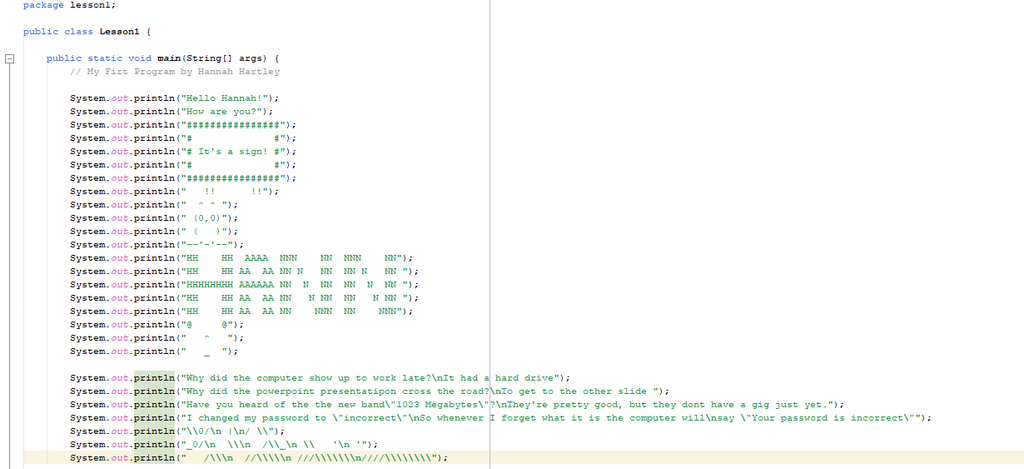 package lesson1;
public class Lesson1 {
public static void main(String[] args) {
// My Firt Program by Hannah Hartley
System.out.println("Hello Hannah!");
System.out.println("How are you?");
System.out.println("################");
System.out.println("#              #");
System.out.println("# It's a sign! #");
System.out.println("#              #");
System.out.println("################");
System.out.println("   !!      !!");
System.out.println("  ^ ^ ");
System.out.println(" (0,0)");
System.out.println(" (   )");
System.out.println("--'-'--");
System.out.println("HH    HH  AAAA  NNN    NN  NNN    NN");
System.out.println("HH    HH AA  AA NN N   NN  NN N   NN ");
System.out.println("HHHHHHHH AAAAAA NN  N  NN  NN  N  NN ");
System.out.println("HH    HH AA  AA NN   N NN  NN   N NN ");
System.out.println("HH    HH AA  AA NN    NNN  NN    NNN");
System.out.println("@     @");
System.out.println("   ^   ");
System.out.println("   _  ");
System.out.println("Why did the computer show up to work late?\nIt had a hard drive");
System.out.println("Why did the powerpoint presentatipon cross the road?\nTo get to the other slide ");
System.out.println("Have you heard of the the new band\"1023 Megabytes\"?\nThey're pretty good, but they dont have a gig just yet.");
System.out.println("I changed my password to \"incorrect\"\nSo whenever I forget what it is the computer will\nsay \"Your password is incorrect\"");
System.out.println("\\0/\n |\n/ \\");
System.out.println("_0/\n  \\\n  /\\_\n \\   '\n '");
System.out.println("   /\\\n  //\\\\\n ///\\\\\\\n////\\\\\\\\");